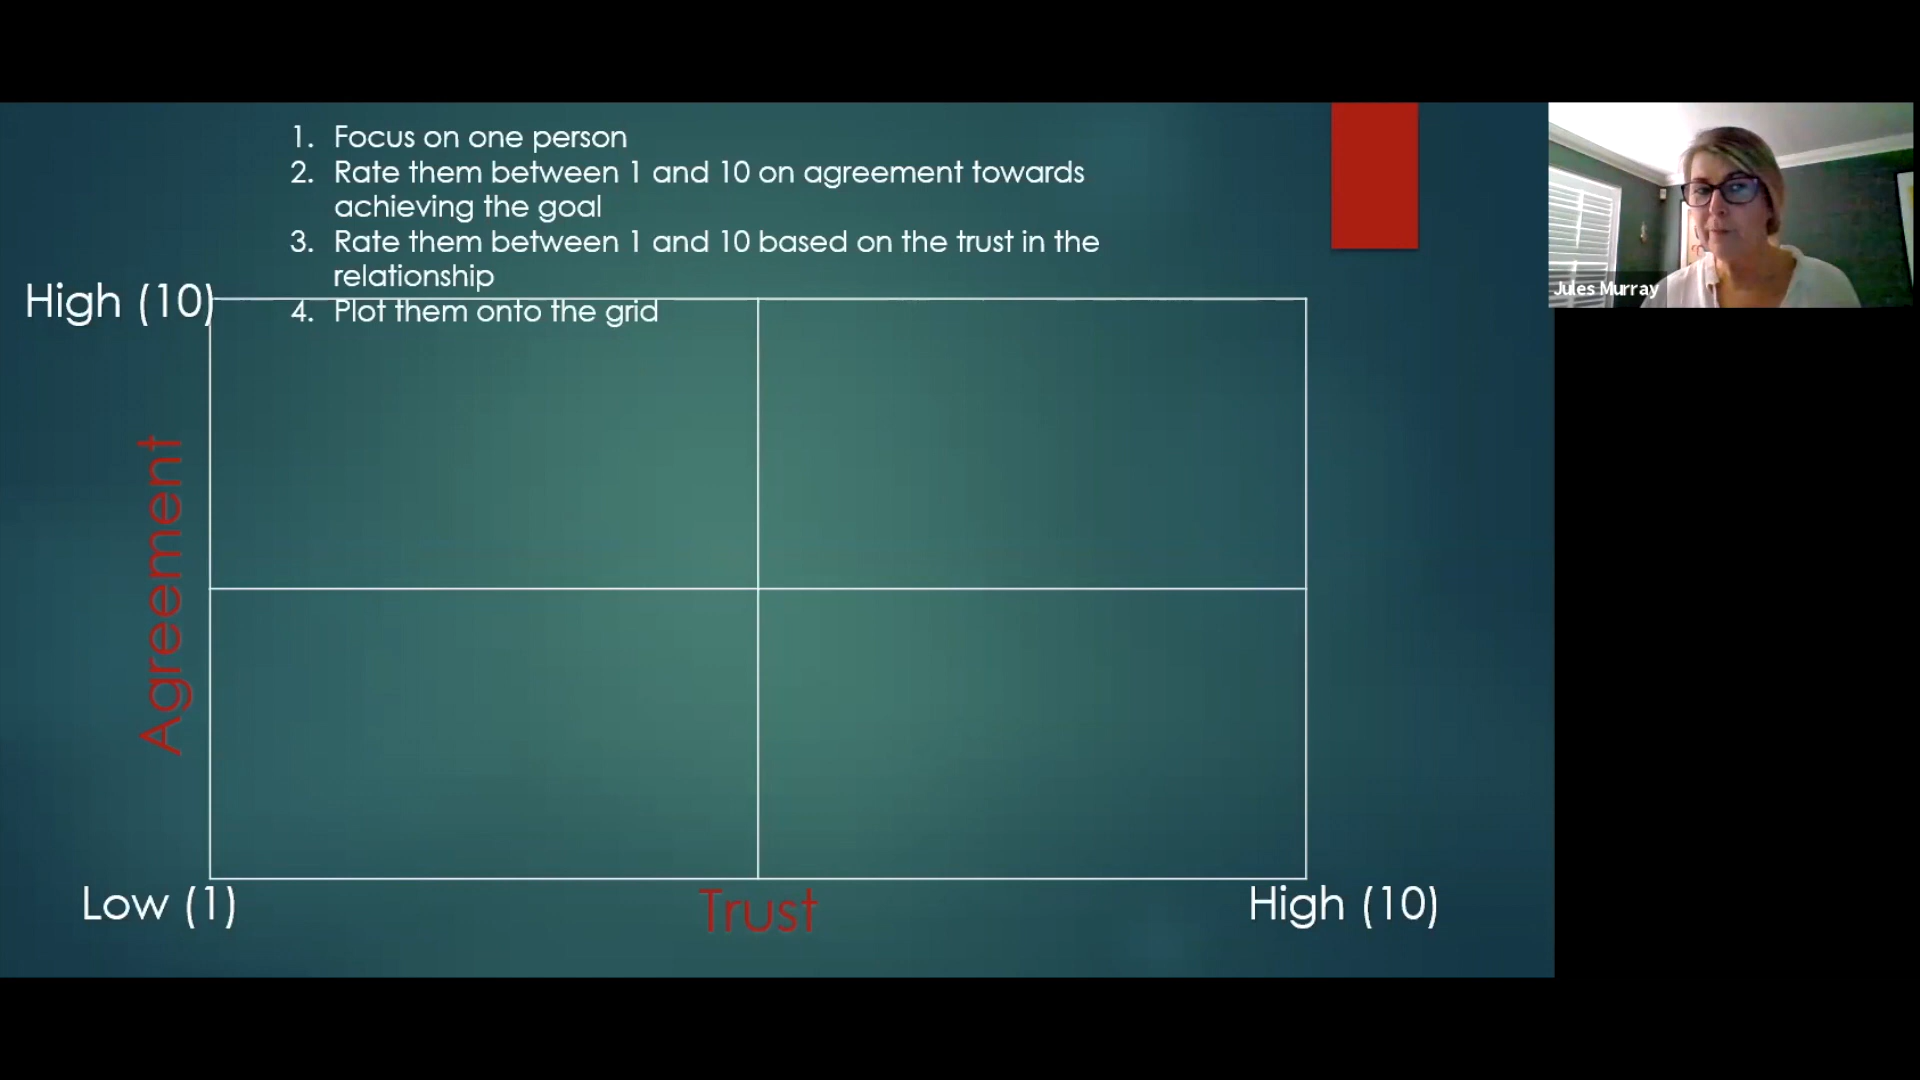 1. Focus on one person
2. Rate them between 1 and 10 on agreement towards
achieving the goal
3. Rate them between 1 and 10 based on the trust in the
relationship
4. Plot them onto the grid
High (10)
Agreement
Low (1)
Trust
High (10)
Jules Murray